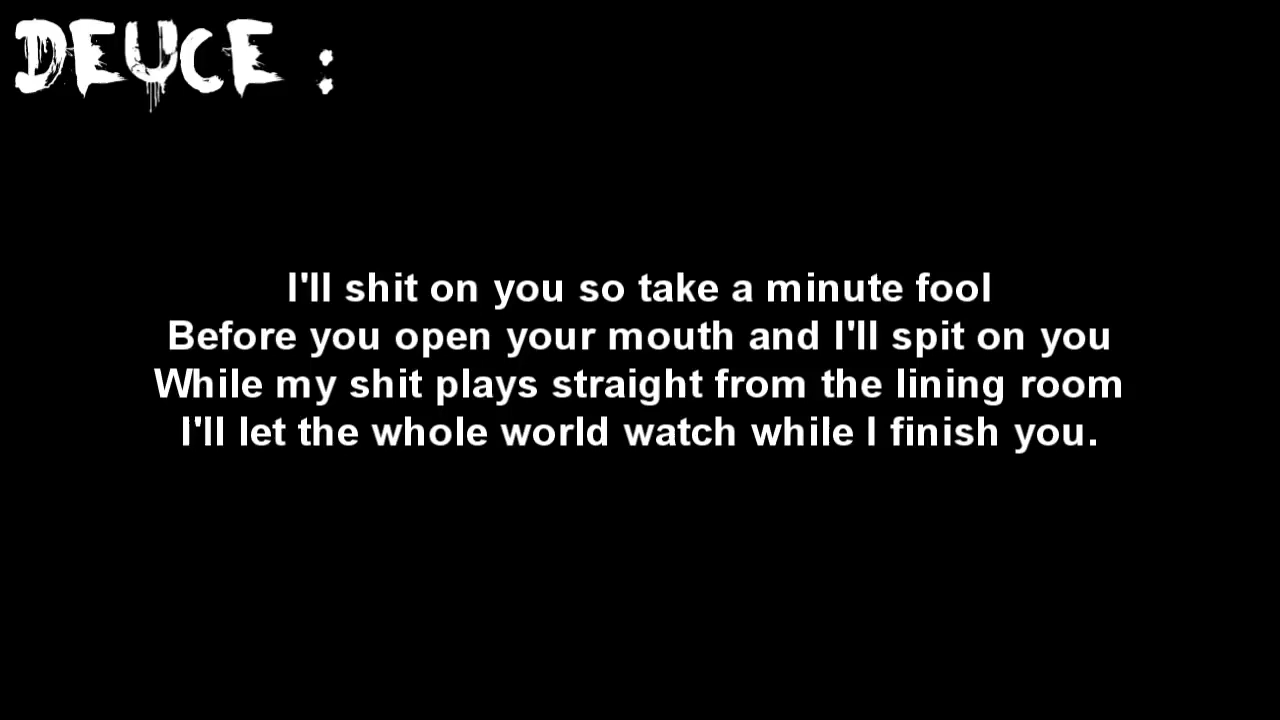 DEUCE :
I'll shit on you so take a minute fool
Before you open your mouth and I'll spit on you
While my shit plays straight from the lining room
I'll let the whole world watch while I finish you.